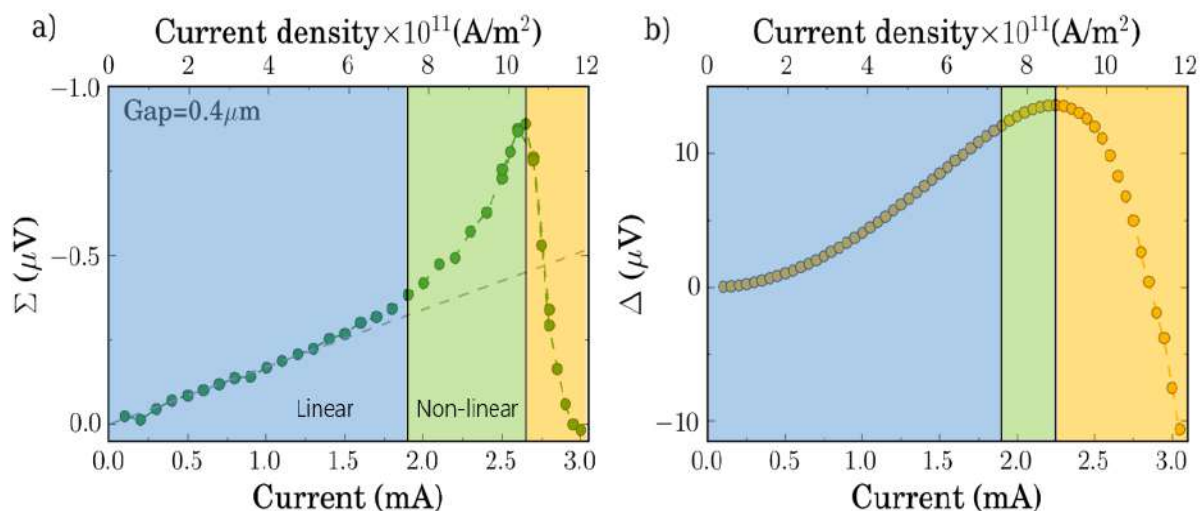 a)
Current density×10¹¹(A/m²)
0 2 4 6 8 10 12
−1.0
−0.5
0.0
Σ (μV)
Gap=0.4μm
Linear
Non-linear
0.0 0.5 1.0 1.5 2.0 2.5 3.0
Current (mA)
b)
Current density×10¹¹(A/m²)
0 2 4 6 8 10 12
10
0
−10
Δ (μV)
0.0 0.5 1.0 1.5 2.0 2.5 3.0
Current (mA)